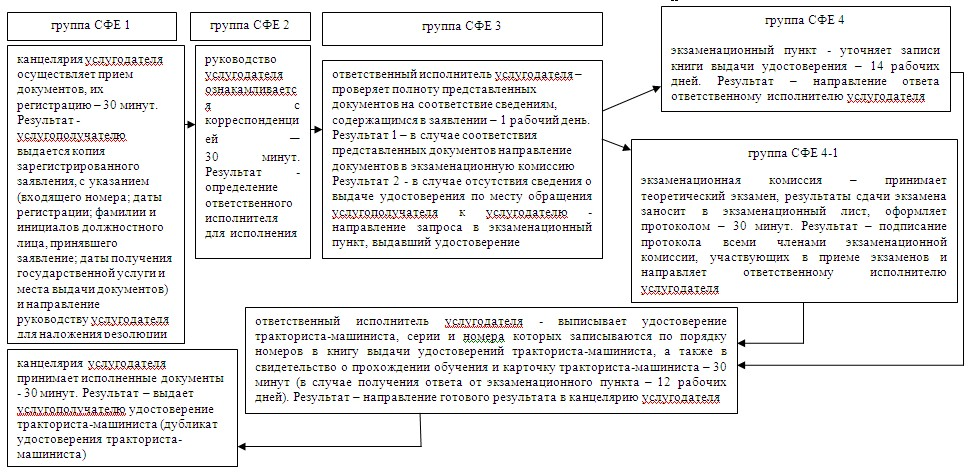 группа СФЕ 1
канцелярия услугодателя
осуществляет прием
документов, их
регистрацию – 30 минут.
Результат -
услугополучателю
выдается копия
зарегистрированного
заявления, с указанием
(входящего номера; даты
регистрации; фамилии и
инициалов должностного
лица, принявшего
заявление; даты получения
государственной услуги и
места выдачи документов)
и направление
руководству услугодателя
для наложения резолюции
группа СФЕ 2
руководство
услугодателя
ознакамливаетс
я с
корреспонденци
ей –
30 минут.
Результат -
определение
ответственного
исполнителя
для исполнения
группа СФЕ 3
ответственный исполнитель услугодателя –
проверяет полноту представленных
документов на соответствие сведениям,
содержащимся в заявлении – 1 рабочий день.
Результат 1 – в случае соответствия
представленных документов направление
документов в экзаменационную комиссию
Результат 2 - в случае отсутствия сведения о
выдаче удостоверения по месту обращения
услугополучателя к услугодателю -
направление запроса в экзаменационный
пункт, выдавший удостоверение
группа СФЕ 4
экзаменационный пункт - уточняет записи
книги выдачи удостоверения – 14 рабочих
дней. Результат – направление ответа
ответственному исполнителю услугодателя
группа СФЕ 4-1
экзаменационная комиссия – принимает
теоретический экзамен, результаты сдачи экзамена
заносит в экзаменационный лист, оформляет
протоколом – 30 минут. Результат – подписание
протокола всеми членами экзаменационной
комиссии, участвующих в приеме экзаменов и
направляет ответственному исполнителю
услугодателя
ответственный исполнитель услугодателя - выписывает удостоверение
тракториста-машиниста, серии и номера которых записываются по порядку
номеров в книгу выдачи удостоверений тракториста-машиниста, а также в
свидетельство о прохождении обучения и карточку тракториста-машиниста – 30
минут (в случае получения ответа от экзаменационного пункта – 12 рабочих
дней). Результат – направление готового результата в канцелярию услугодателя
канцелярия услугодателя
принимает исполненные документы
- 30 минут. Результат – выдает
услугополучателю удостоверение
тракториста-машиниста (дубликат
удостоверения тракториста-
машиниста)